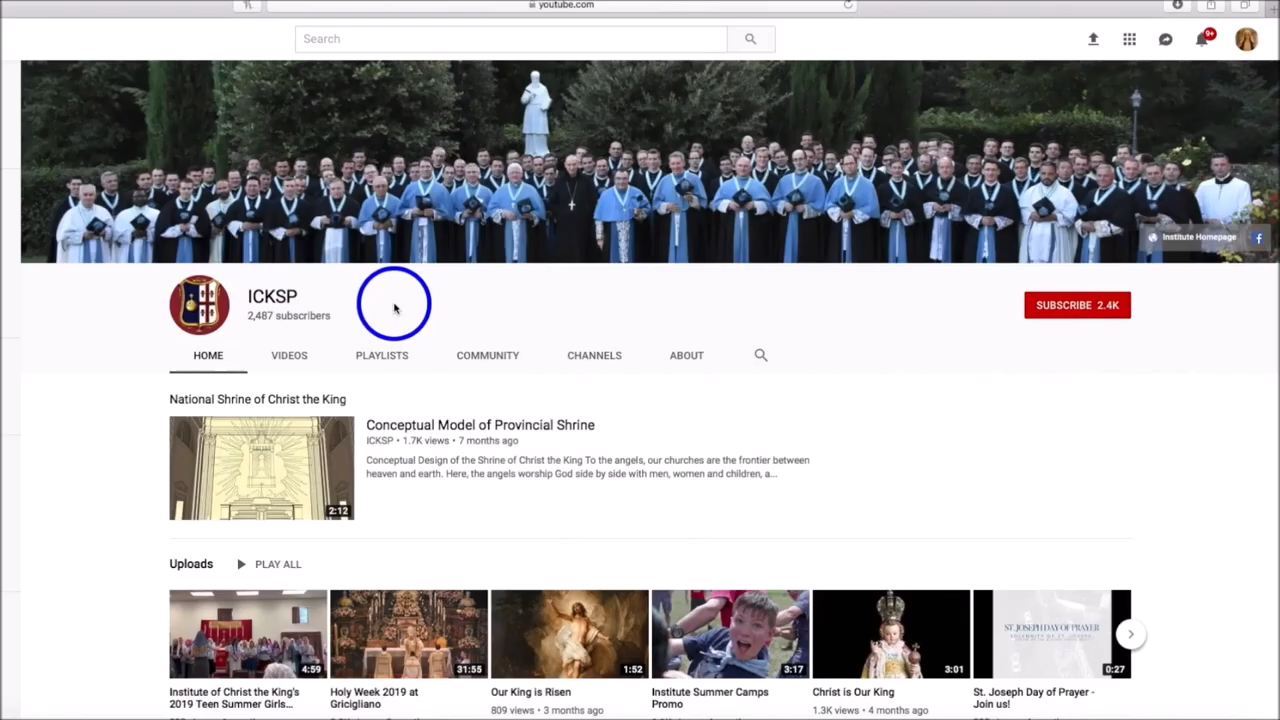 youtube.com
Search
9+
Institute Homepage
ICKSP
2,487 subscribers
SUBSCRIBE 2.4K
HOME
VIDEOS
PLAYLISTS
COMMUNITY
CHANNELS
ABOUT
National Shrine of Christ the King
Conceptual Model of Provincial Shrine
ICKSP • 1.7K views • 7 months ago
Conceptual Design of the Shrine of Christ the King To the angels, our churches are the frontier between
heaven and earth. Here, the angels worship God side by side with men, women and children, a...
2:12
Uploads
PLAY ALL
4:59
31:55
1:52
3:17
3:01
ST. JOSEPH DAY OF PRAYER
0:27
Institute of Christ the King's
2019 Teen Summer Girls...
Holy Week 2019 at
Gricigliano
Our King is Risen
809 views • 3 months ago
Institute Summer Camps
Promo
Christ is Our King
1.3K views • 4 months ago
St. Joseph Day of Prayer -
Join us!